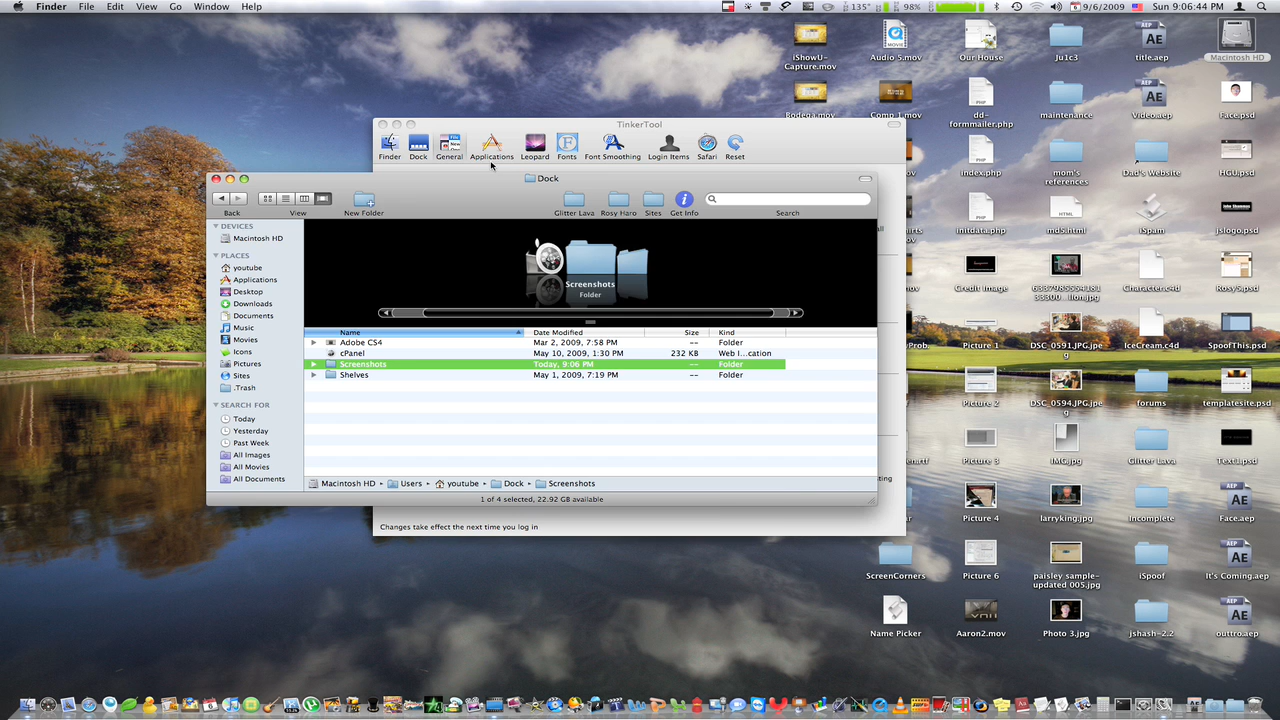 Finder File Edit View Go Window Help
135° 98% 9/6/2009 Sun 9:06:44 PM
iShowU-Capture.mov
Audio 5.mov
Our House
Ju1c3
title.aep
Macintosh HD
Bodega.mov
Comp 1.mov
dd-formmailer.php
maintenance
Video.aep
Face.psd
TinkerTool
Finder Dock General Applications Leopard Fonts Font Smoothing Login Items Safari Reset
index.php
mom's references
Dad's Website
HGU.psd
Dock
Back View New Folder Glitter Lava Rosy Haro Sites Get Info Search
initdata.php
md5.html
iSpam
jslogo.psd
DEVICES
Macintosh HD
PLACES
youtube
Applications
Desktop
Downloads
Documents
Music
Movies
Icons
Pictures
Sites
.Trash
SEARCH FOR
Today
Yesterday
Past Week
All Images
All Movies
All Documents
Screenshots
Folder
Name Date Modified Size Kind
Adobe CS4 Mar 2, 2009, 7:58 PM -- Folder
cPanel May 10, 2009, 1:30 PM 232 KB Web I...cation
Screenshots Today, 9:06 PM -- Folder
Shelves May 1, 2009, 7:19 PM -- Folder
Macintosh HD Users youtube Dock Screenshots
1 of 4 selected, 22.92 GB available
Changes take effect the next time you log in
Credit Image
Character.c4d
Rosy5.psd
Picture 1
DSC_0591.JPG.jpeg
IceCream.c4d
SpoofThis.psd
Picture 2
DSC_0594.JPG.jpeg
forums
templatesite.psd
Picture 3
IMG.jpg
Glitter Lava
Text1.psd
Picture 4
larryking.jpg
Incomplete
Face.aep
ScreenCorners
Picture 6
paisley sample-updated 005.jpg
iSpoof
It's Coming.aep
Name Picker
Aaron2.mov
Photo 3.jpg
jshash-2.2
outtro.aep